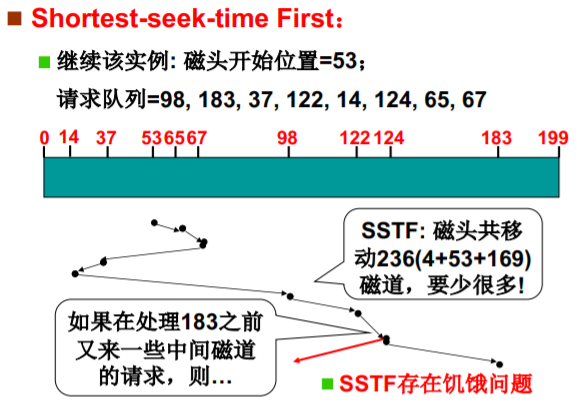 Shortest-seek-time First：
继续该实例: 磁头开始位置=53；
请求队列=98, 183, 37, 122, 14, 124, 65, 67
0 14 37 53 65 67 98 122 124 183 199
SSTF: 磁头共移
动236(4+53+169)
磁道，要少很多!
如果在处理183之前
又来一些中间磁道
的请求，则…
SSTF存在饥饿问题